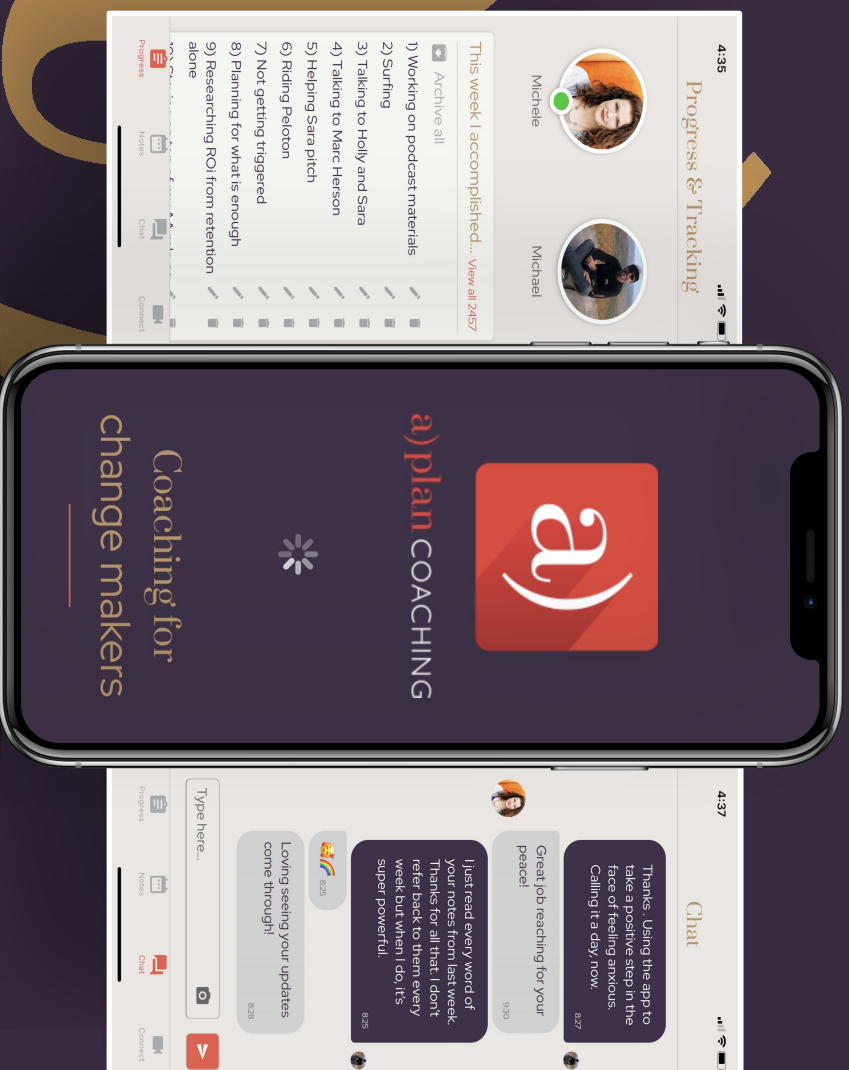 4:35
Progress & Tracking
Michele
Michael
This week I accomplished...
View all 2457
Archive all
1) Working on podcast materials
2) Surfing
3) Talking to Holly and Sara
4) Talking to Marc Herson
5) Helping Sara pitch
6) Riding Peloton
7) Not getting triggered
8) Planning for what is enough
9) Researching ROi from retention
alone
Progress
Notes
Chat
Connect
a)
a)plan COACHING
Coaching for
change makers
4:37
Chat
Thanks . Using the app to
take a positive step in the
face of feeling anxious.
Calling it a day, now.
8:27
Great job reaching for your
peace!
9:30
I just read every word of
your notes from last week.
Thanks for all that. I don't
refer back to them every
week but when I do, it's
super powerful.
8:25
🥰🌈 8:25
Loving seeing your updates
come through!
8:28
Type here...
Progress
Notes
Chat
Connect